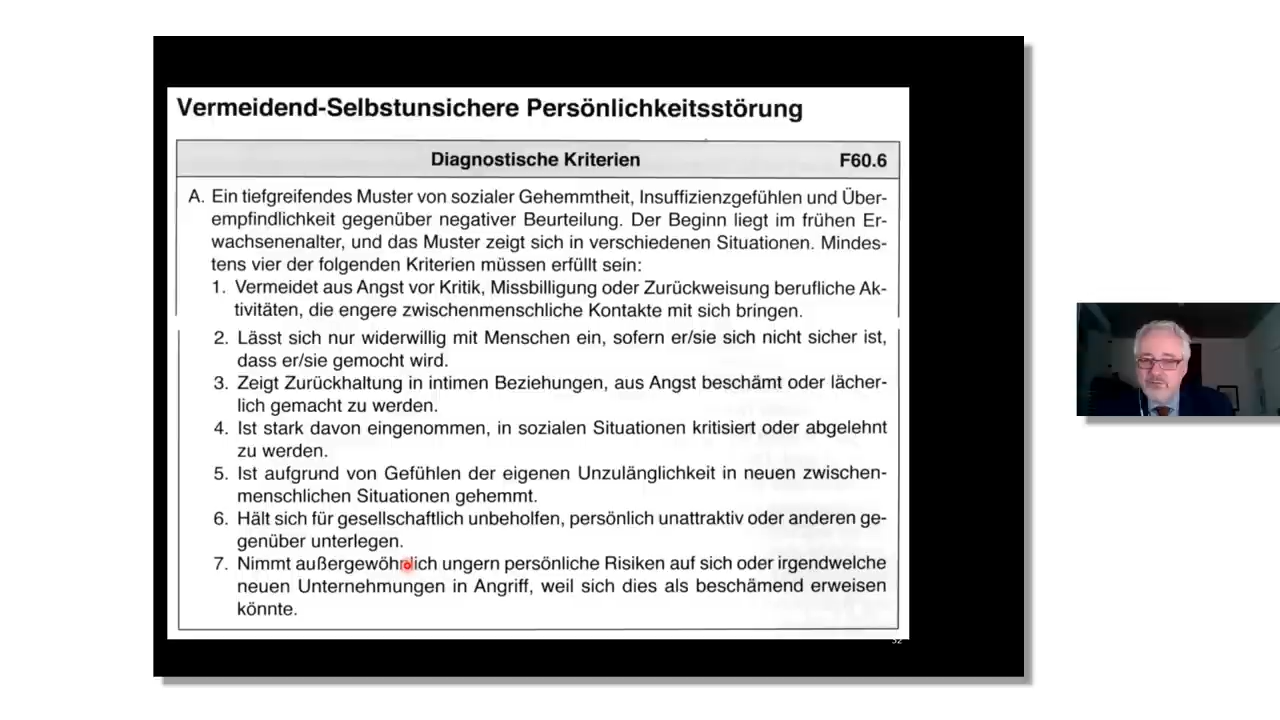 Vermeidend-Selbstunsichere Persönlichkeitsstörung
Diagnostische Kriterien F60.6
A. Ein tiefgreifendes Muster von sozialer Gehemmtheit, Insuffizienzgefühlen und Über-
empfindlichkeit gegenüber negativer Beurteilung. Der Beginn liegt im frühen Er-
wachsenenalter, und das Muster zeigt sich in verschiedenen Situationen. Mindes-
tens vier der folgenden Kriterien müssen erfüllt sein:
1. Vermeidet aus Angst vor Kritik, Missbilligung oder Zurückweisung berufliche Ak-
tivitäten, die engere zwischenmenschliche Kontakte mit sich bringen.
2. Lässt sich nur widerwillig mit Menschen ein, sofern er/sie sich nicht sicher ist,
dass er/sie gemocht wird.
3. Zeigt Zurückhaltung in intimen Beziehungen, aus Angst beschämt oder lächer-
lich gemacht zu werden.
4. Ist stark davon eingenommen, in sozialen Situationen kritisiert oder abgelehnt
zu werden.
5. Ist aufgrund von Gefühlen der eigenen Unzulänglichkeit in neuen zwischen-
menschlichen Situationen gehemmt.
6. Hält sich für gesellschaftlich unbeholfen, persönlich unattraktiv oder anderen ge-
genüber unterlegen.
7. Nimmt außergewöhnlich ungern persönliche Risiken auf sich oder irgendwelche
neuen Unternehmungen in Angriff, weil sich dies als beschämend erweisen
könnte.
32